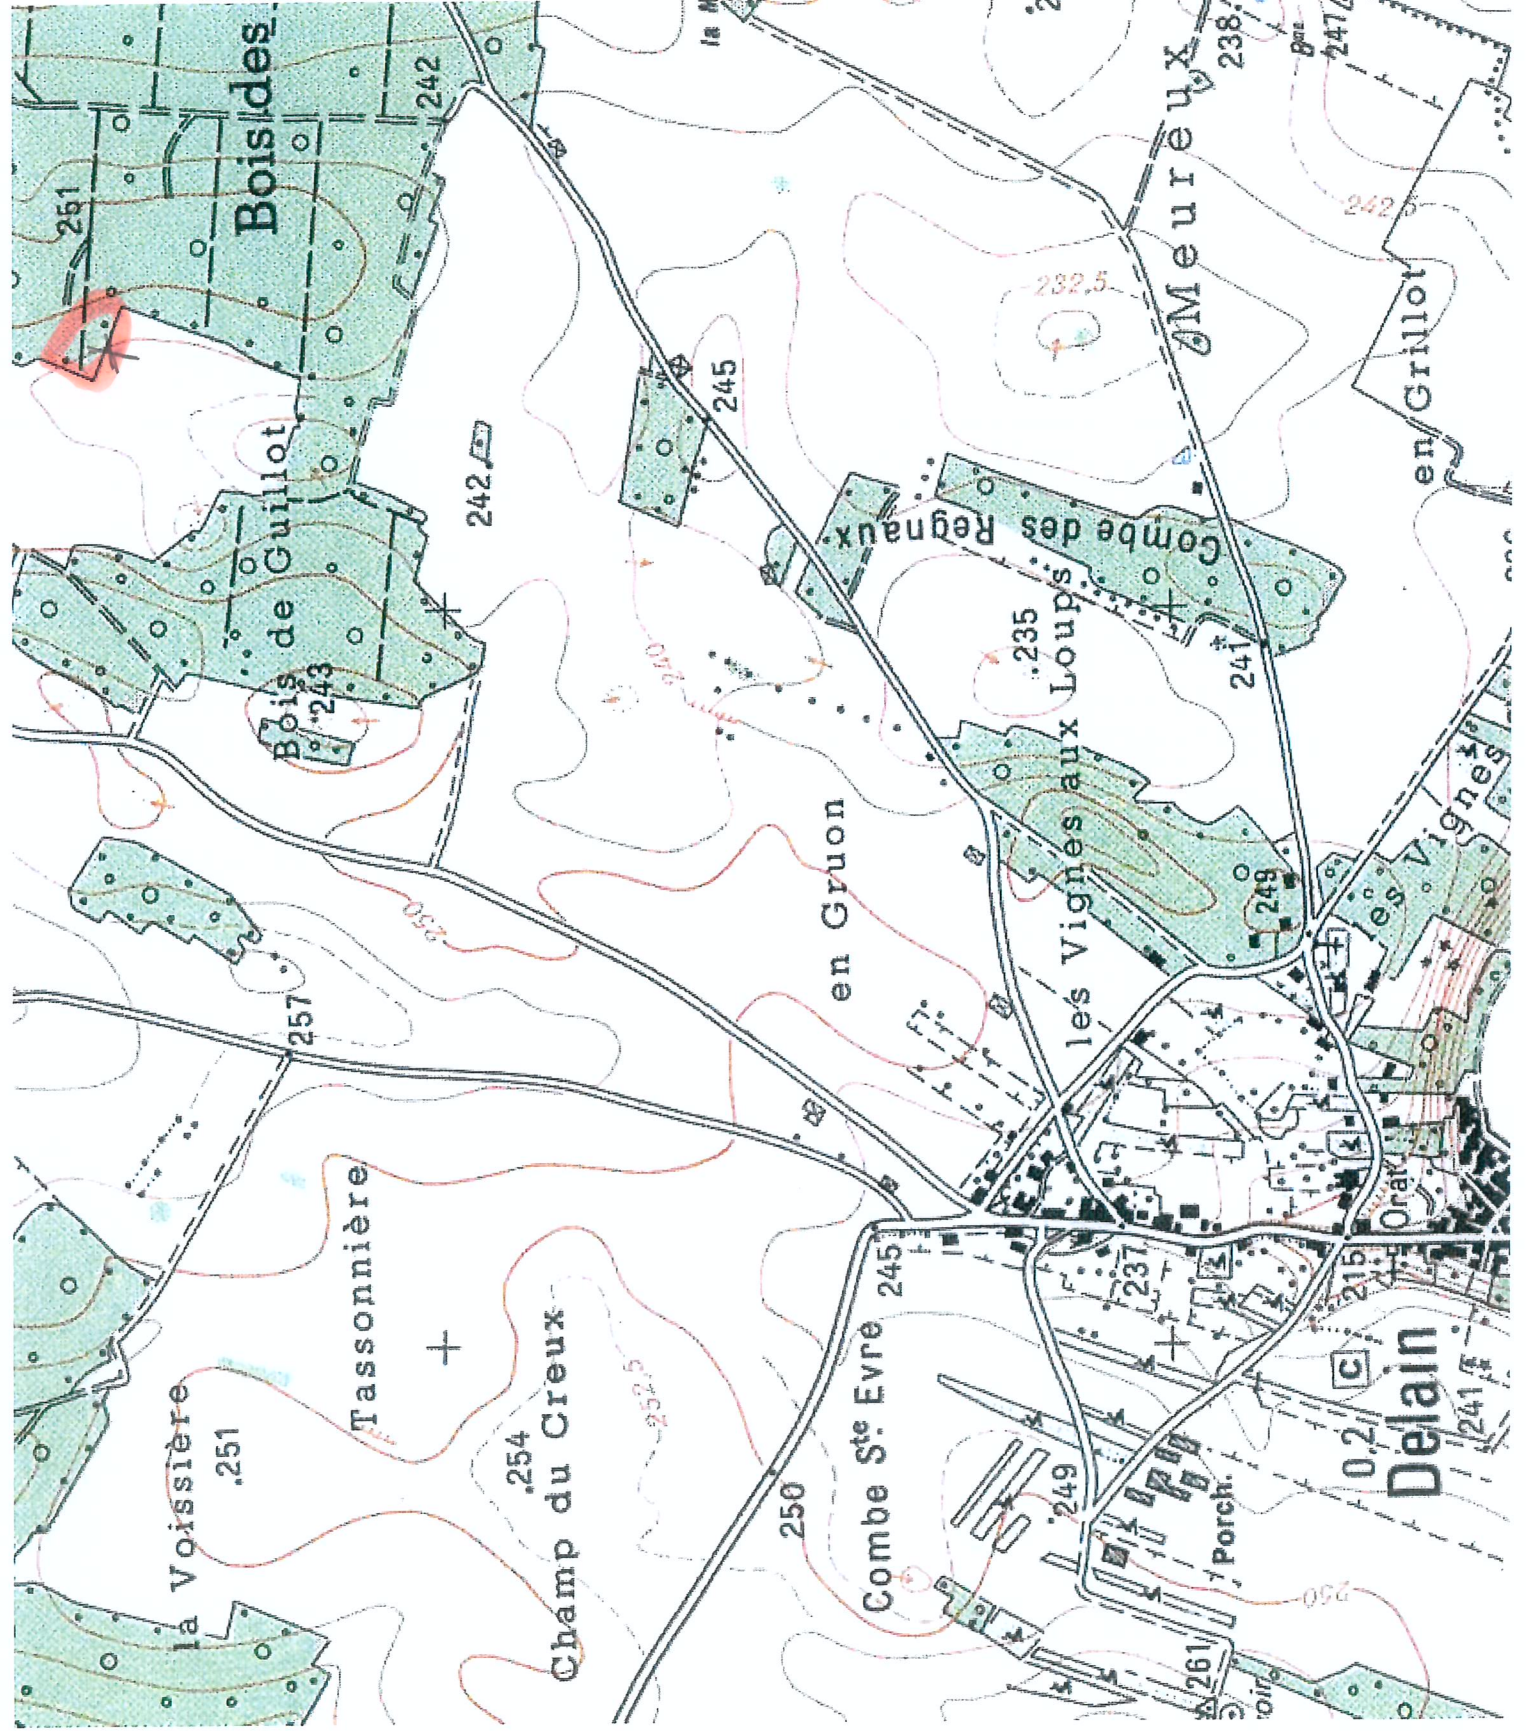 Bois des
242
251
la
238
Bne
247
Meureux
242,5
232,5
en Grillot
245
242
Bois de Guillot
243
Combe des Regnaux
235
les Vignes aux Loups
241
240
en Gruon
249
les Vignes
250
257
Tassonnière
la Voissière
251
254
Champ du Creux
252,5
245
237
Orat.
215
Combe Ste Evre
250
249
Porch.
C
0.2
Delain
241
250
261